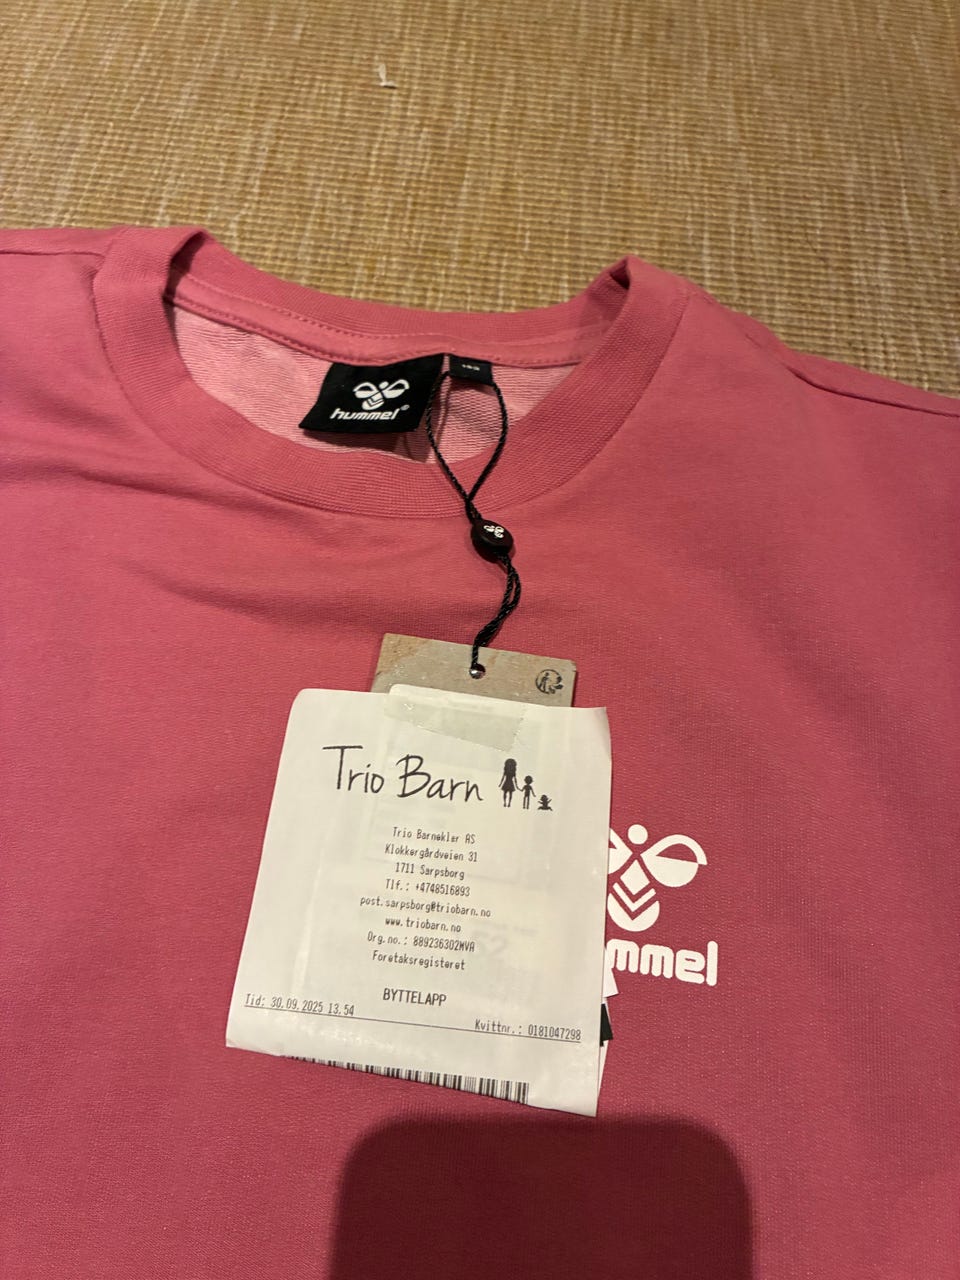 hummel®
Trio Barn
Trio Barneklær AS
Klokkergårdveien 31
1711 Sarpsborg
Tlf.: +4748516893
post.sarpsborg@triobarn.no
www.triobarn.no
Org.no.: 889236302MVA
Foretaksregisteret
BYTTELAPP
Tid: 30.09.2025 13.54
Kvittnr.: 0181047298
mmel